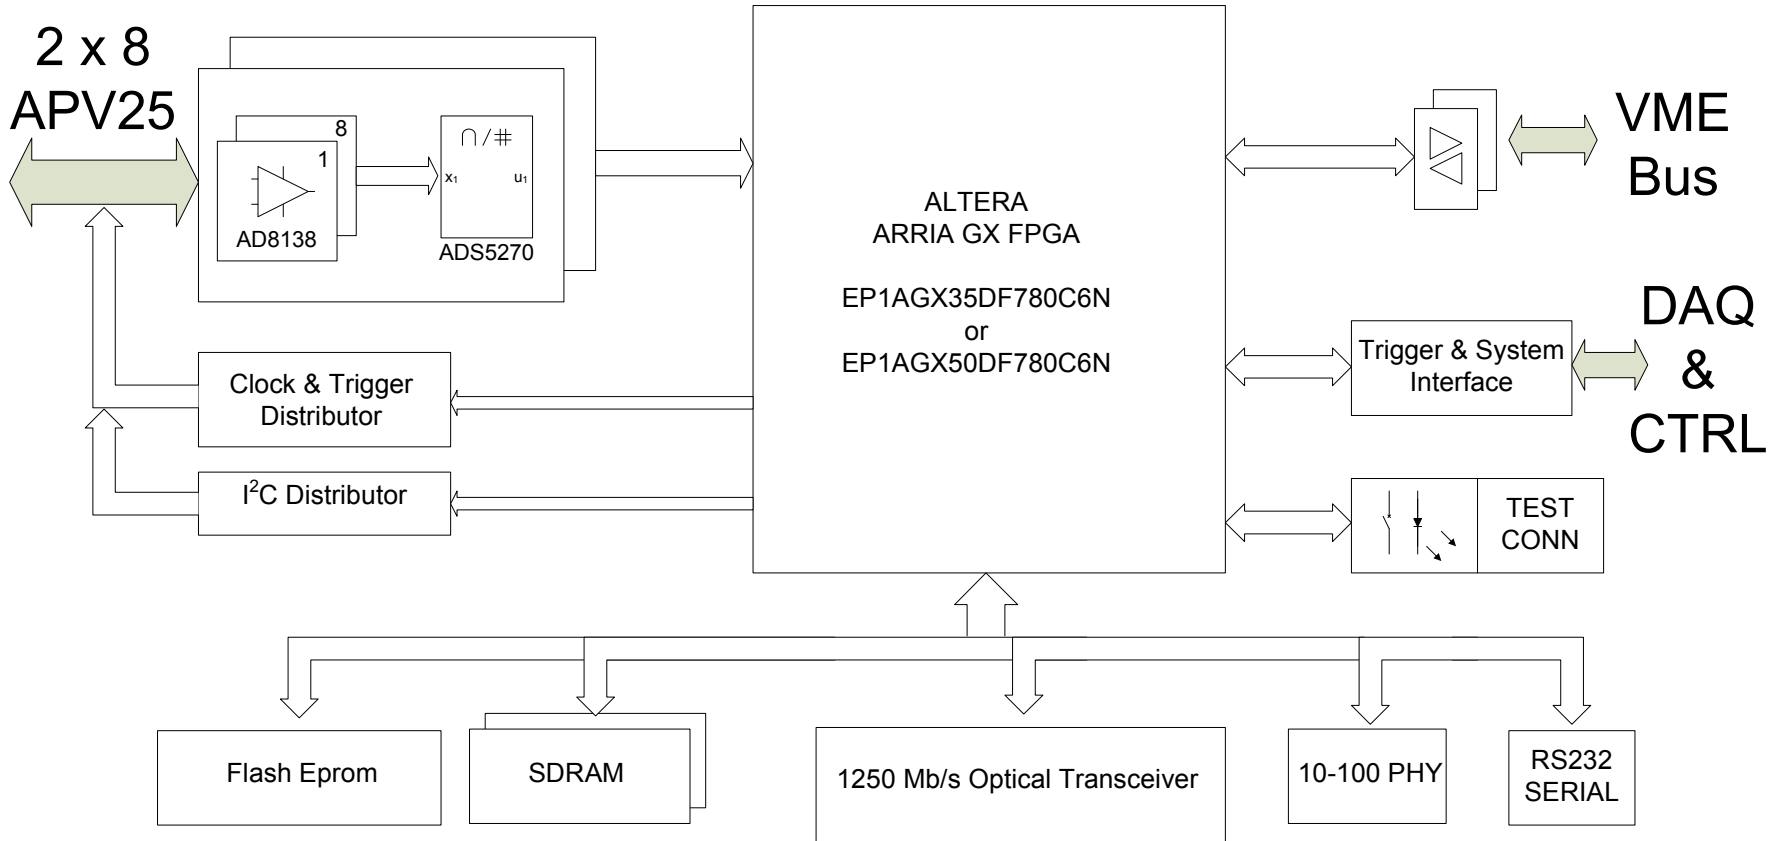 2 x 8
APV25
8
1
∩/#
x₁
u₁
AD8138
ADS5270
ALTERA
ARRIA GX FPGA
EP1AGX35DF780C6N
or
EP1AGX50DF780C6N
VME
Bus
Clock & Trigger
Distributor
I²C Distributor
Trigger & System
Interface
DAQ
&
CTRL
TEST
CONN
Flash Eprom
SDRAM
1250 Mb/s Optical Transceiver
10-100 PHY
RS232
SERIAL